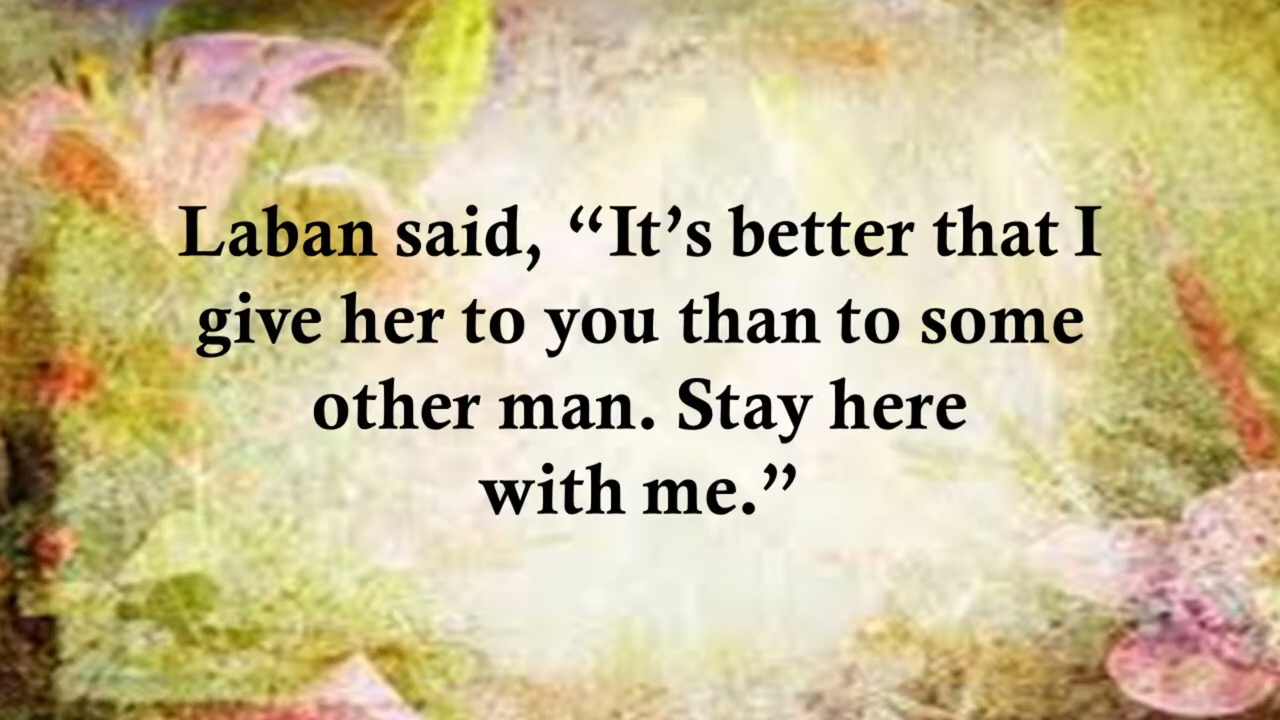 Laban said, “It’s better that I
give her to you than to some
other man. Stay here
with me.”